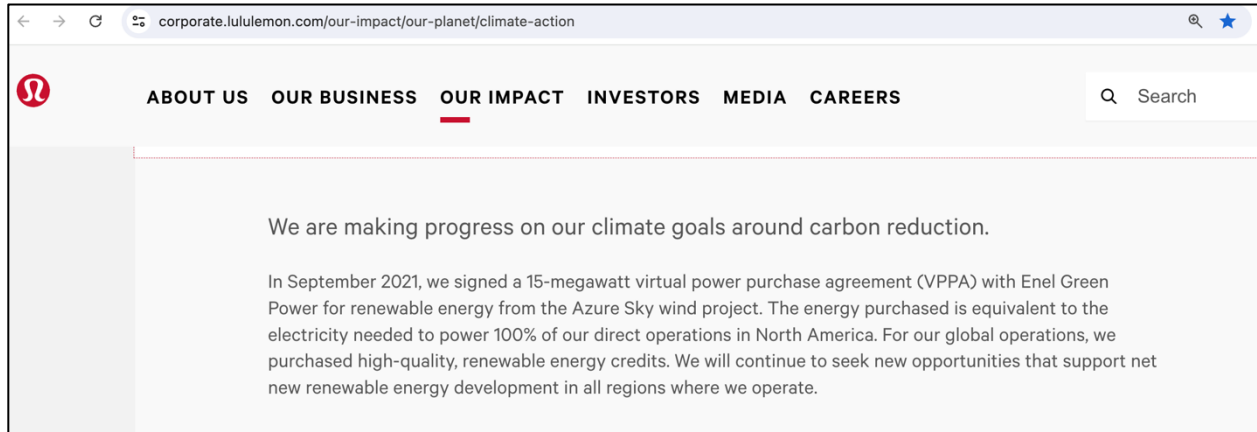 corporate.lululemon.com/our-impact/our-planet/climate-action
ABOUT US OUR BUSINESS OUR IMPACT INVESTORS MEDIA CAREERS Search
We are making progress on our climate goals around carbon reduction.
In September 2021, we signed a 15-megawatt virtual power purchase agreement (VPPA) with Enel Green
Power for renewable energy from the Azure Sky wind project. The energy purchased is equivalent to the
electricity needed to power 100% of our direct operations in North America. For our global operations, we
purchased high-quality, renewable energy credits. We will continue to seek new opportunities that support net
new renewable energy development in all regions where we operate.